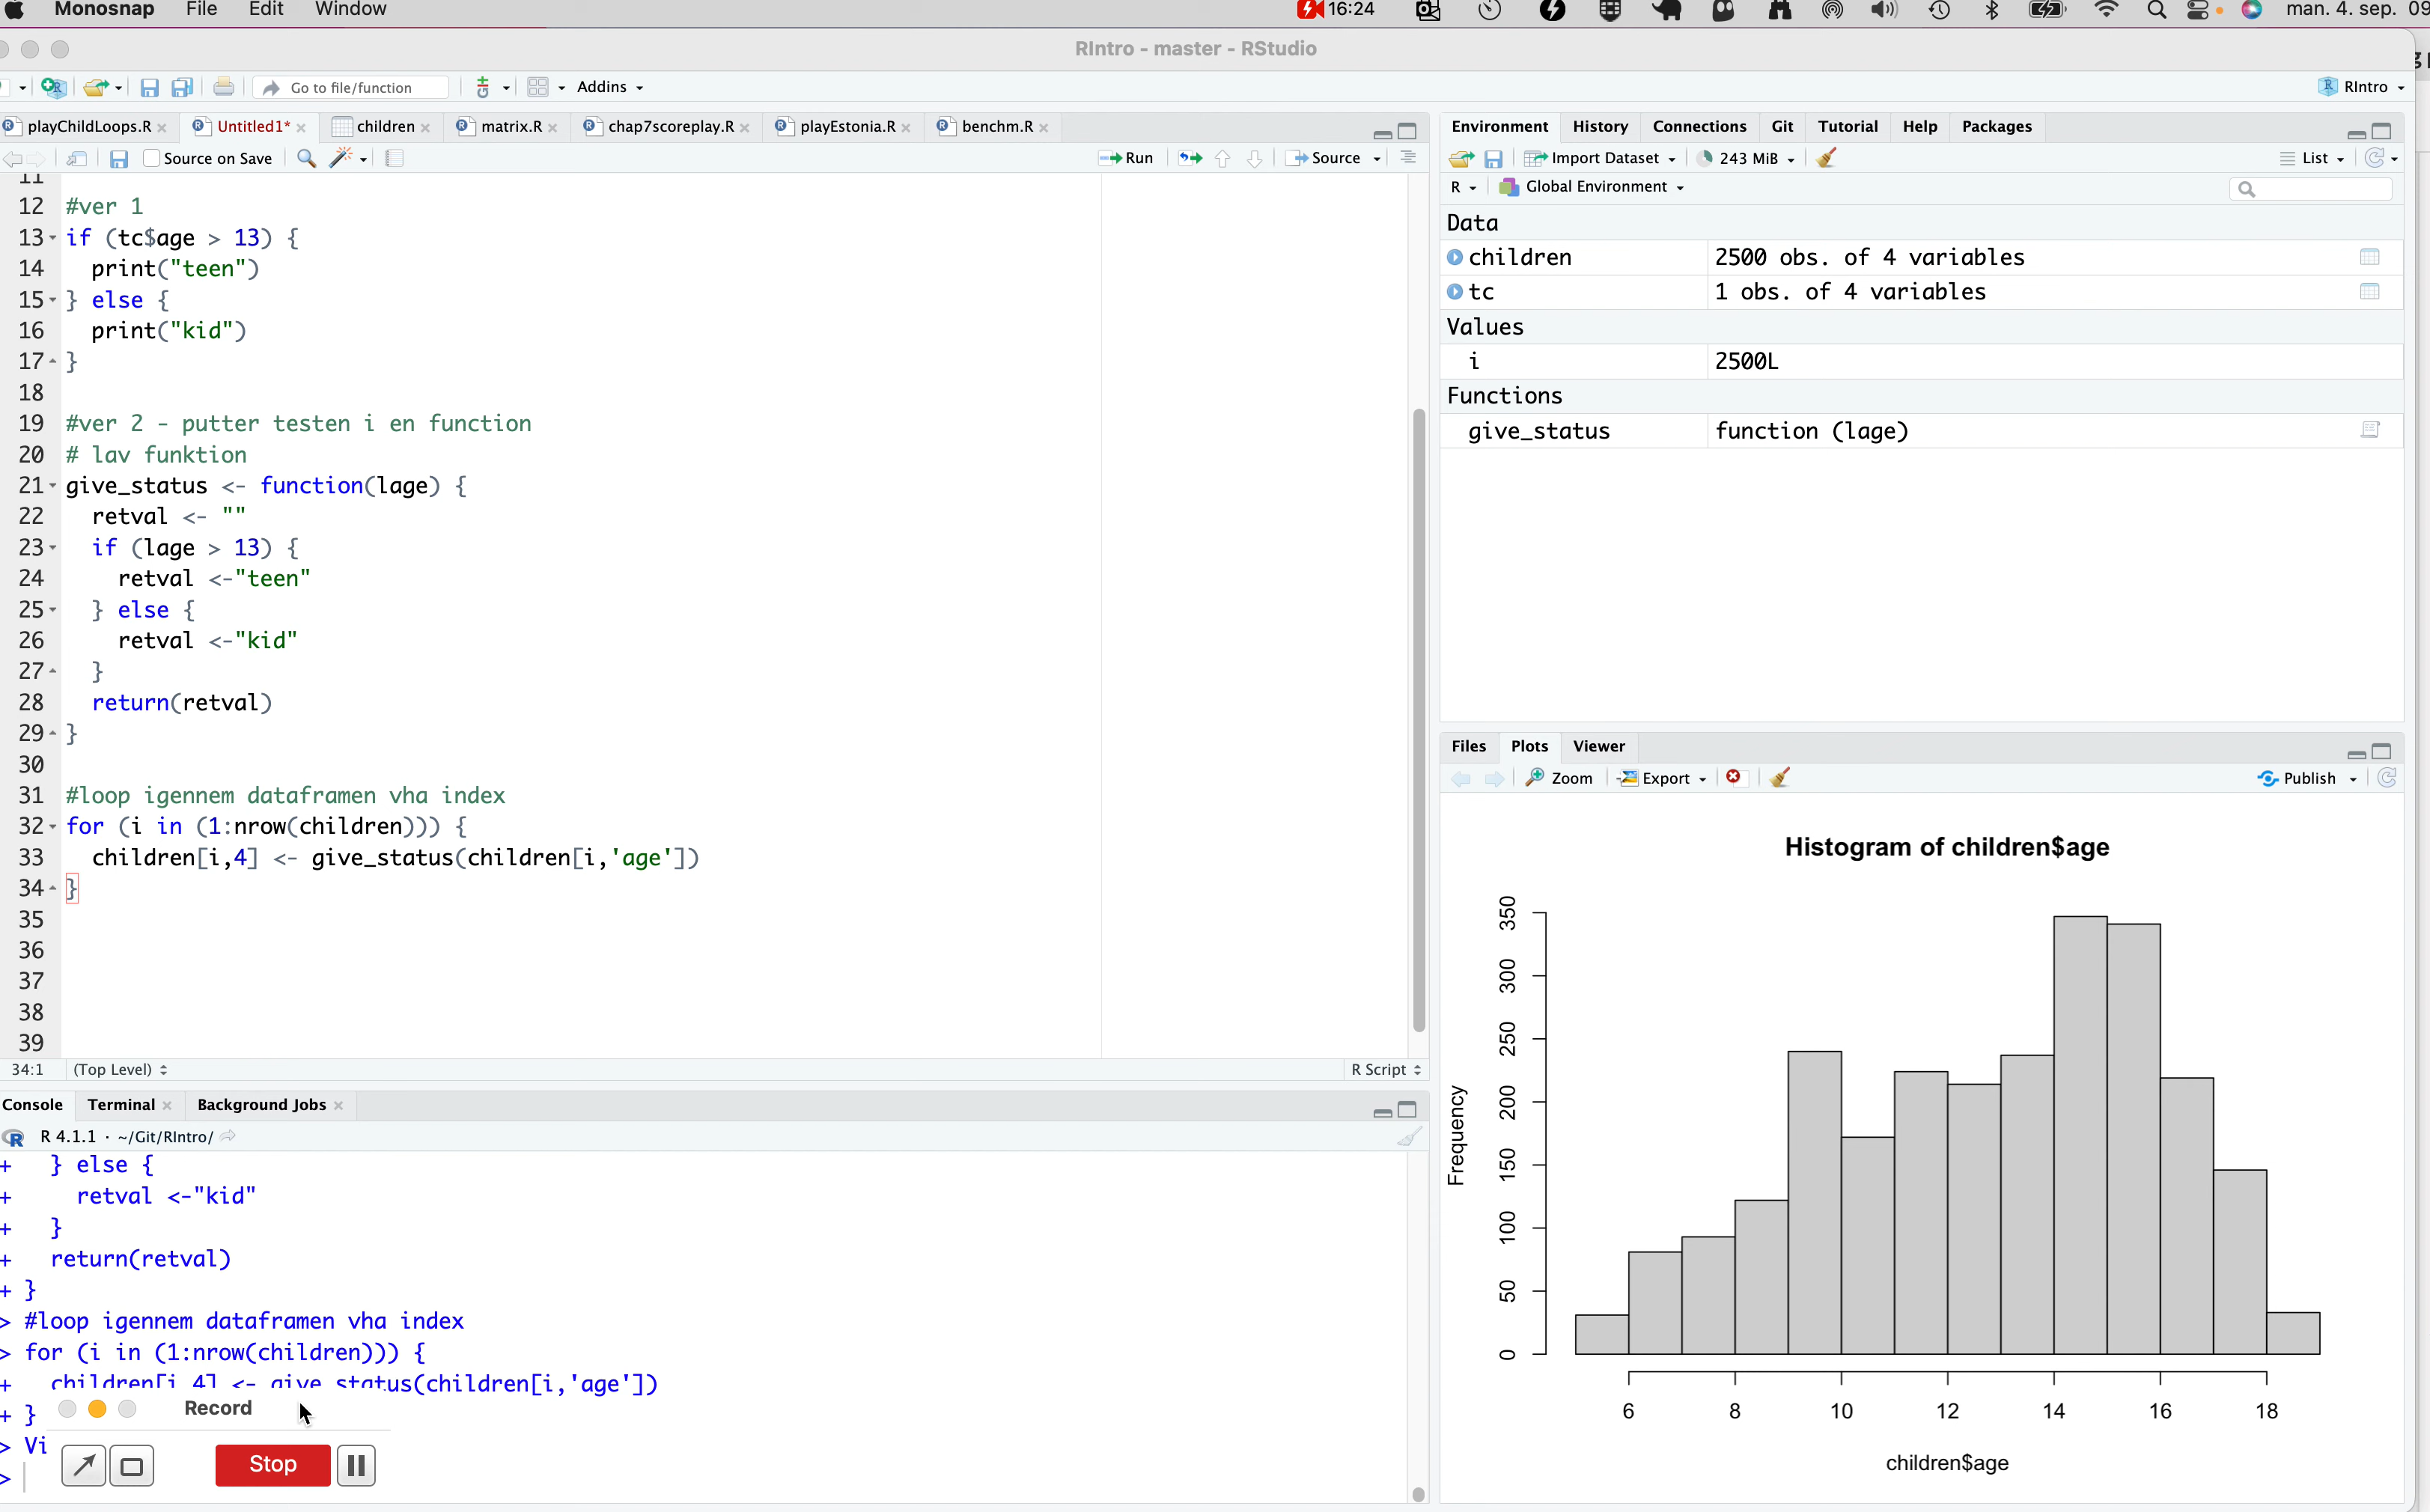 Monosnap File Edit Window 16:24 man. 4. sep. 09
RIntro - master - RStudio
Go to file/function Addins RIntro
playChildLoops.R Untitled1* children matrix.R chap7scoreplay.R playEstonia.R benchm.R
Source on Save Run Source
11
12 #ver 1
13 if (tc$age > 13) {
14   print("teen")
15 } else {
16   print("kid")
17 }
18
19 #ver 2 - putter testen i en function
20 # lav funktion
21 give_status <- function(lage) {
22   retval <- ""
23   if (lage > 13) {
24     retval <-"teen"
25   } else {
26     retval <-"kid"
27   }
28   return(retval)
29 }
30
31 #loop igennem dataframen vha index
32 for (i in (1:nrow(children))) {
33   children[i,4] <- give_status(children[i,'age'])
34 }
35
36
37
38
39
34:1 (Top Level) R Script
Console Terminal Background Jobs
R 4.1.1 · ~/Git/RIntro/
+   } else {
+     retval <-"kid"
+   }
+   return(retval)
+ }
> #loop igennem dataframen vha index
> for (i in (1:nrow(children))) {
+   children[i,4] <- give_status(children[i,'age'])
+ }
> Vi
>
Record
Stop
Environment History Connections Git Tutorial Help Packages
Import Dataset 243 MiB List
R Global Environment
Data
children 2500 obs. of 4 variables
tc 1 obs. of 4 variables
Values
i 2500L
Functions
give_status function (lage)
Files Plots Viewer
Zoom Export Publish
Histogram of children$age
Frequency
350
300
250
200
150
100
50
0
6 8 10 12 14 16 18
children$age